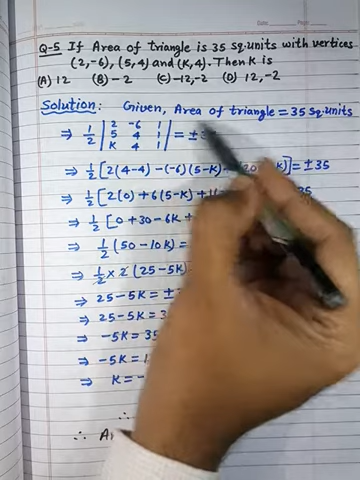 Q-5 If Area of triangle is 35 sq.units with vertices
(2,-6), (5,4) and (K,4). Then K is
(A) 12 (B) -2 (C) -12,-2 (D) 12,-2
Solution: Given, Area of triangle = 35 Sq.units
⇒ 1/2 | 2 -6 1 |
| 5 4 1 | = ±
| K 4 1 |
⇒ 1/2 [2(4-4) -(-6) (5-K) (20 K)] = ±35
⇒ 1/2 [2(0) + 6(5-K) + 35
⇒ 1/2 [0 + 30 - 6K +
⇒ 1/2 (50 - 10K) =
⇒ 1/2 × 2 (25 - 5K)
⇒ 25 - 5K = ±
⇒ 25 - 5K = 3
⇒ -5K = 35
⇒ -5K = 1
⇒ K = -
∴
∴ A